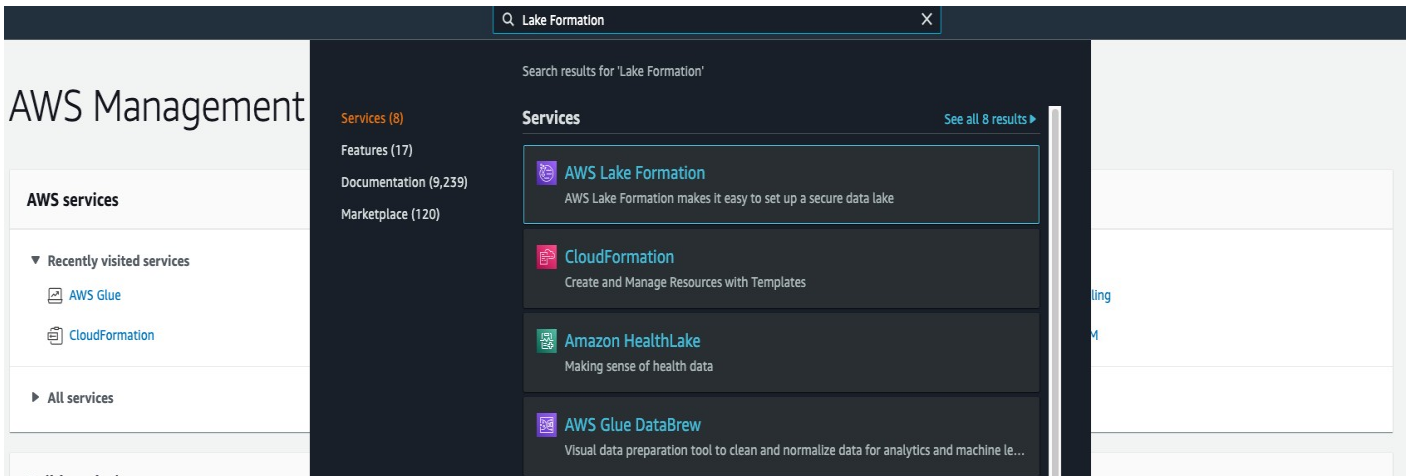 Lake Formation
Search results for 'Lake Formation'
AWS Management
Services (8)
Features (17)
Documentation (9,239)
Marketplace (120)
Services
See all 8 results
AWS Lake Formation
AWS Lake Formation makes it easy to set up a secure data lake
CloudFormation
Create and Manage Resources with Templates
Amazon HealthLake
Making sense of health data
AWS Glue DataBrew
Visual data preparation tool to clean and normalize data for analytics and machine le...
AWS services
Recently visited services
AWS Glue
CloudFormation
All services
ling
M